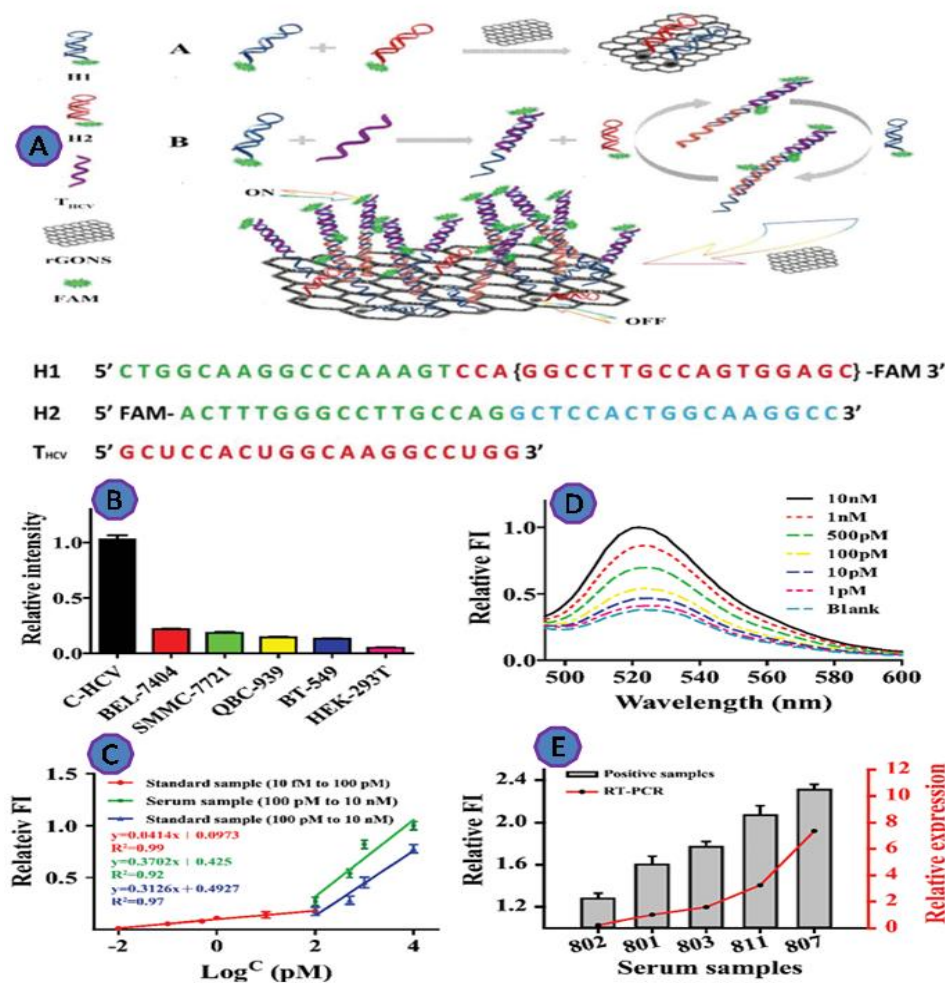 A
H1
H2
A
T HCV
rGONS
FAM
B
ON
OFF
H1 5' CTGGCAAGGCCCAAAGTCCA{GGCCTTGCCAGTGGAGC}-FAM 3'
H2 5' FAM- ACTTTGGGCCTTGCCAGGCTCCACTGGCAAGGCC3'
THCV 5' GCUCCACUGGCAAGGCCUGG3'
B
Relative intensity
1.0
0.5
0.0
C-HCV
BEL-7404
SMMC-7721
QBC-939
BT-549
HEK-293T
D
Relative FI
1.0
0.5
0.0
10nM
1nM
500pM
100pM
10pM
1pM
Blank
500 520 540 560 580 600
Wavelength (nm)
C
Relateiv FI
1.5
1.0
0.5
Standard sample (10 fM to 100 pM)
Serum sample (100 pM to 10 nM)
Standard sample (100 pM to 10 nM)
y=0.0414x + 0.0973
R²=0.99
y=0.3702x + 0.425
R²=0.92
y=0.3126x + 0.4927
R²=0.97
-2 0 2 4
Log C (pM)
E
Relative FI
2.4
2.0
1.6
1.2
Positive samples
RT-PCR
12
10
8
6
4
2
0
Relative expression
802 801 803 811 807
Serum samples